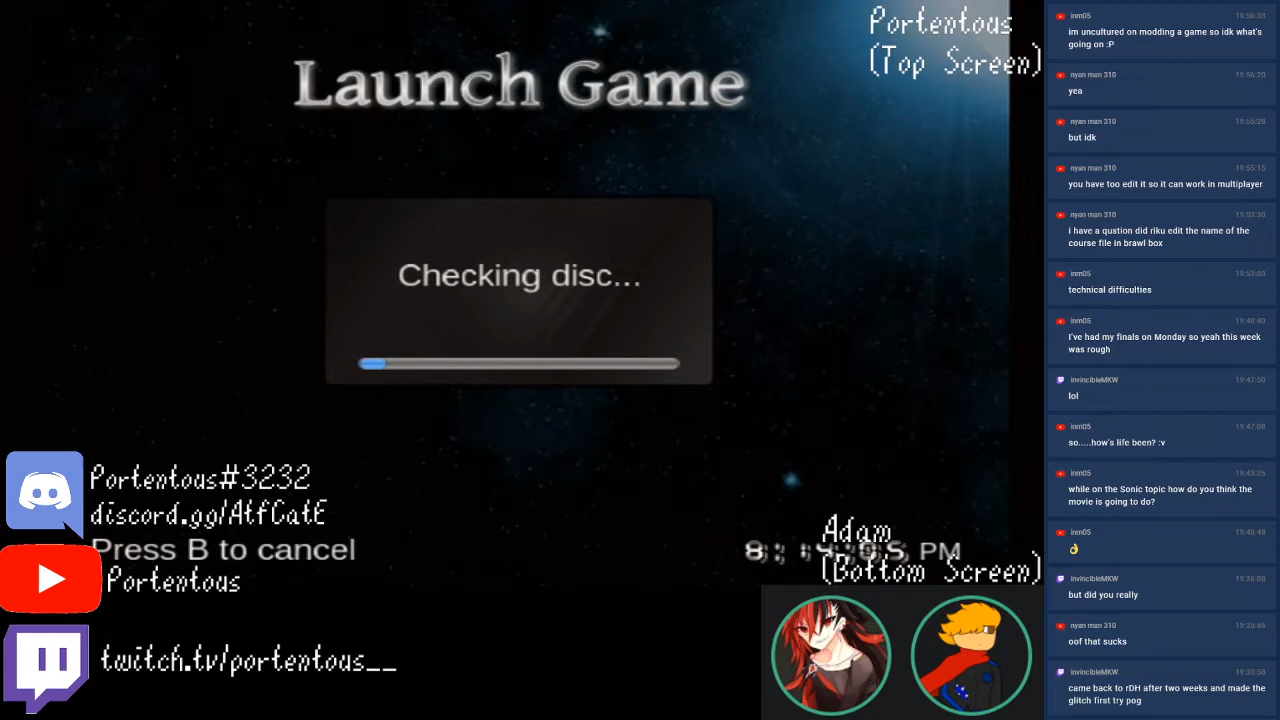 Launch Game
Portentous
(Top Screen)
Checking disc...
Portentous#3232
discord.gg/AtfCatE
Press B to cancel
Portentous
twitch.tv/portentous__
Adam
PM
(Bottom Screen)
inm05 19:56:33
im uncultured on modding a game so idk what's
going on :P
nyan man 310 19:56:20
yea
nyan man 310 19:55:28
but idk
nyan man 310 19:55:15
you have too edit it so it can work in multiplayer
nyan man 310 19:53:30
i have a qustion did riku edit the name of the
course file in brawl box
inm05 19:53:03
technical difficulties
inm05 19:48:40
I've had my finals on Monday so yeah this week
was rough
invincibleMKW 19:47:50
lol
inm05 19:47:08
so.....how's life been? :v
inm05 19:43:25
while on the Sonic topic how do you think the
movie is going to do?
inm05 19:40:48
👌
invincibleMKW 19:36:08
but did you really
nyan man 310 19:35:46
oof that sucks
invincibleMKW 19:33:58
came back to rDH after two weeks and made the
glitch first try pog